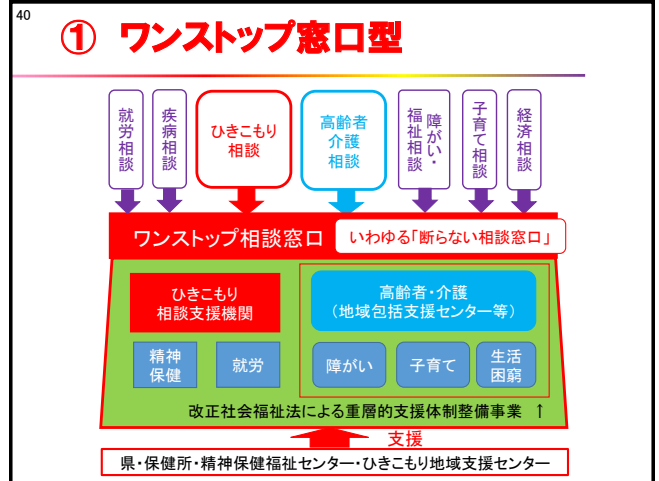 40
① ワンストップ窓口型
就労相談
疾病相談
ひきこもり
相談
高齢者
介護
相談
障がい・
福祉相談
子育て相談
経済相談
ワンストップ相談窓口
いわゆる「断らない相談窓口」
ひきこもり
相談支援機関
高齢者・介護
（地域包括支援センター等）
精神
保健
就労
障がい
子育て
生活
困窮
改正社会福祉法による重層的支援体制整備事業 ↑
支援
県・保健所・精神保健福祉センター・ひきこもり地域支援センター